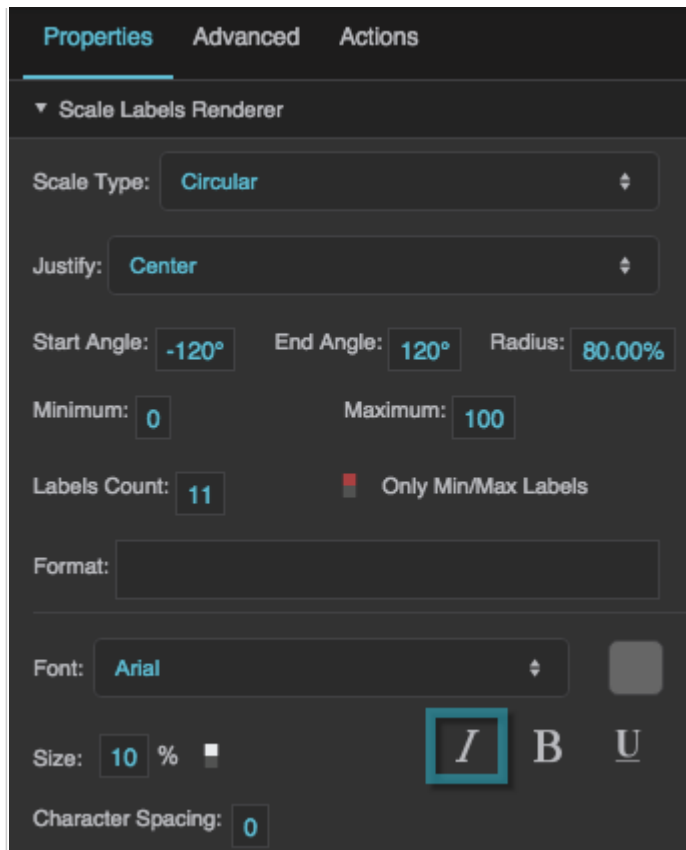 Properties Advanced Actions
Scale Labels Renderer
Scale Type: Circular
Justify: Center
Start Angle: -120° End Angle: 120° Radius: 80.00%
Minimum: 0 Maximum: 100
Labels Count: 11 Only Min/Max Labels
Format:
Font: Arial
Size: 10 % I B U
Character Spacing: 0